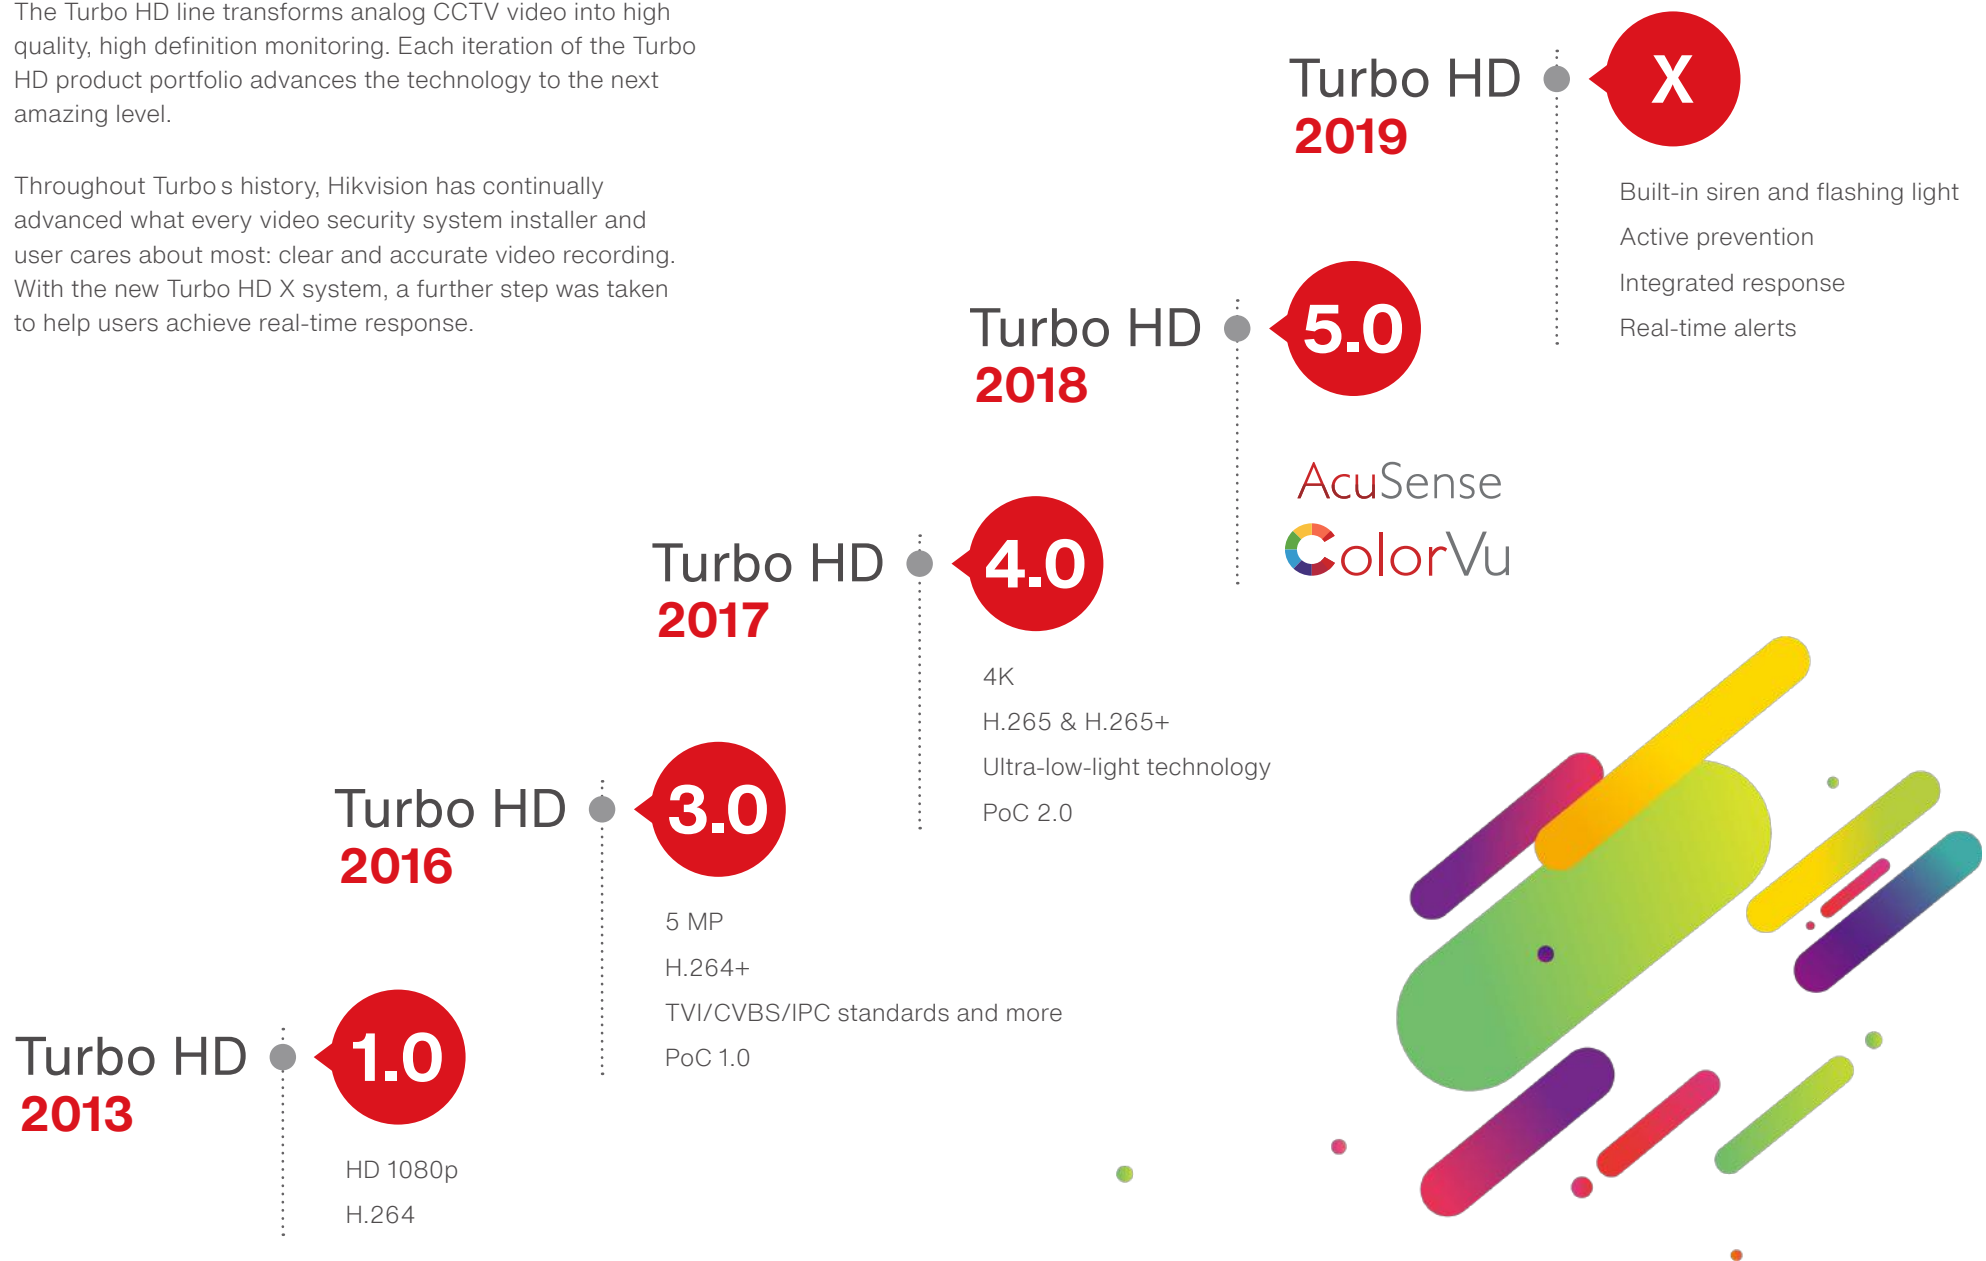 The Turbo HD line transforms analog CCTV video into high
quality, high definition monitoring. Each iteration of the Turbo
HD product portfolio advances the technology to the next
amazing level.
Throughout Turbo s history, Hikvision has continually
advanced what every video security system installer and
user cares about most: clear and accurate video recording.
With the new Turbo HD X system, a further step was taken
to help users achieve real-time response.
Turbo HD
2019
X
Built-in siren and flashing light
Active prevention
Integrated response
Real-time alerts
Turbo HD
2018
5.0
AcuSense
ColorVu
Turbo HD
2017
4.0
4K
H.265 & H.265+
Ultra-low-light technology
PoC 2.0
Turbo HD
2016
3.0
5 MP
H.264+
TVI/CVBS/IPC standards and more
PoC 1.0
Turbo HD
2013
1.0
HD 1080p
H.264